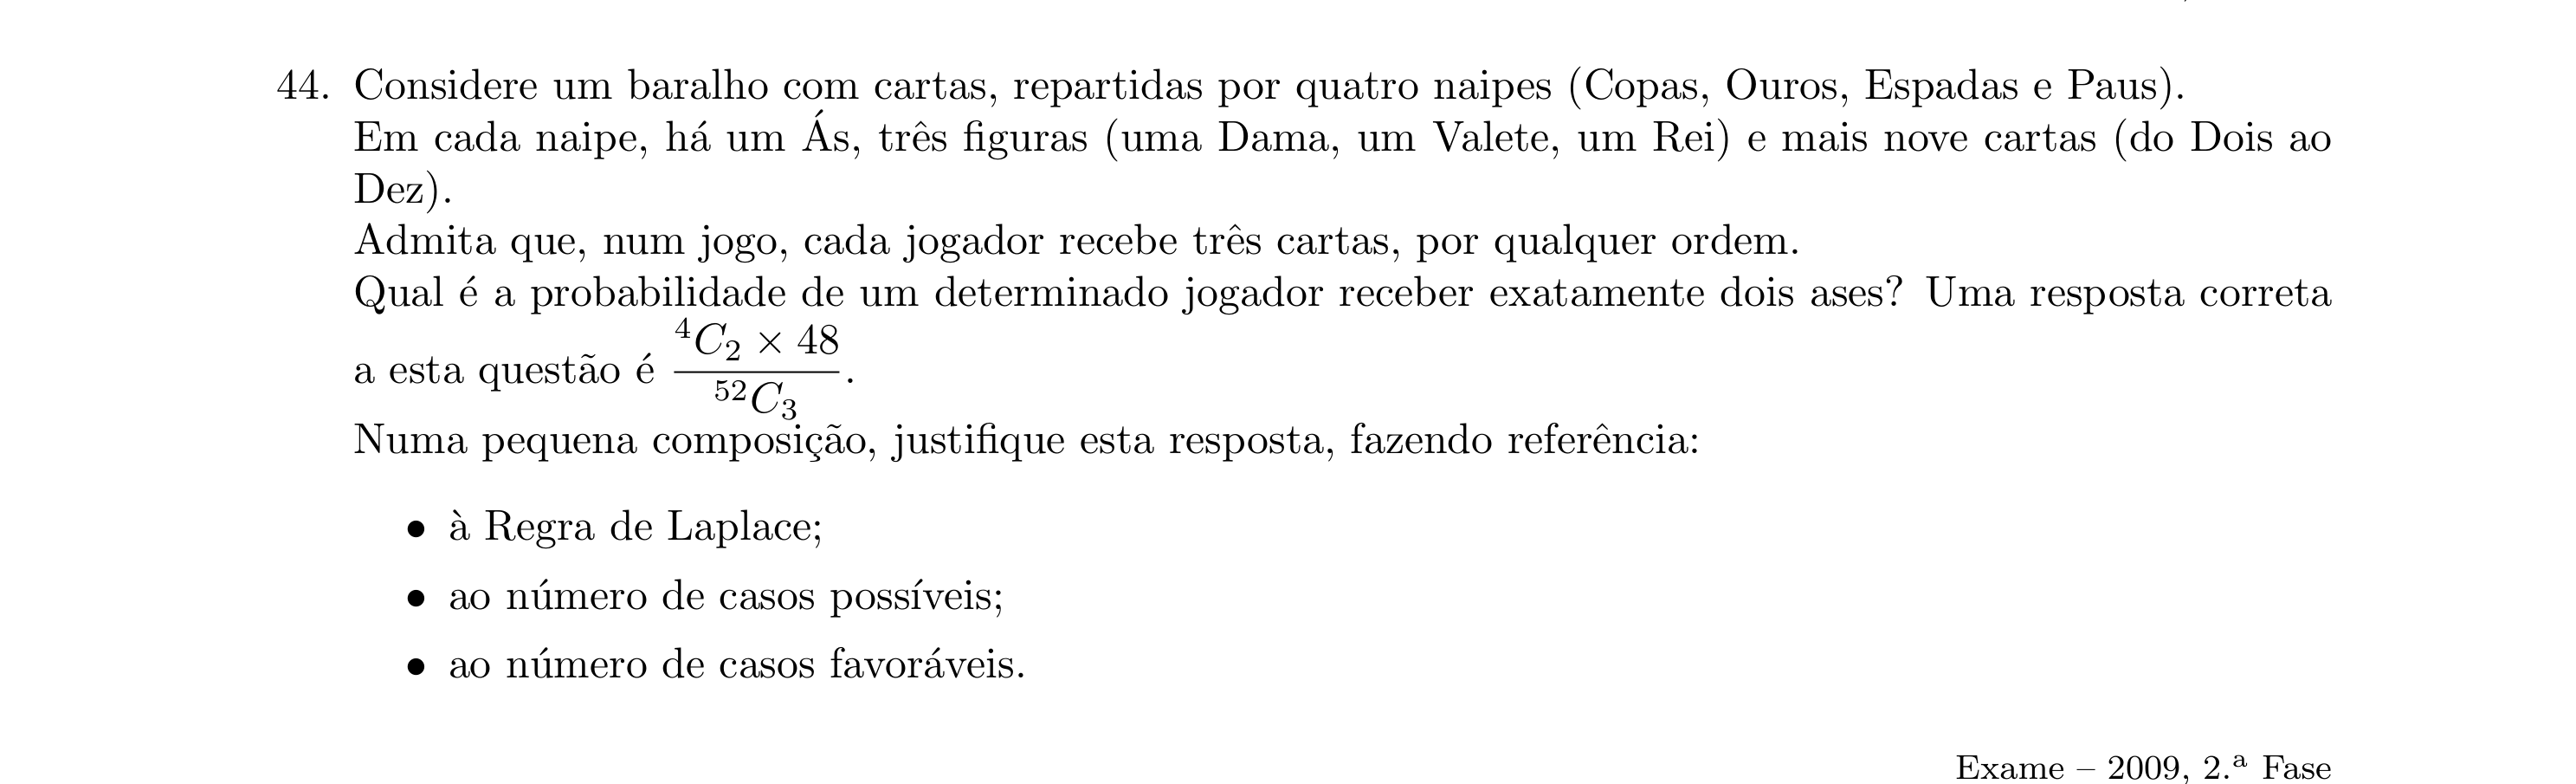 44. Considere um baralho com cartas, repartidas por quatro naipes (Copas, Ouros, Espadas e Paus).
Em cada naipe, há um Ás, três figuras (uma Dama, um Valete, um Rei) e mais nove cartas (do Dois ao
Dez).
Admita que, num jogo, cada jogador recebe três cartas, por qualquer ordem.
Qual é a probabilidade de um determinado jogador receber exatamente dois ases? Uma resposta correta
a esta questão é $\frac{^4C_2 \times 48}{^{52}C_3}$.
Numa pequena composição, justifique esta resposta, fazendo referência:
• à Regra de Laplace;
• ao número de casos possíveis;
• ao número de casos favoráveis.
Exame – 2009, 2.ª Fase